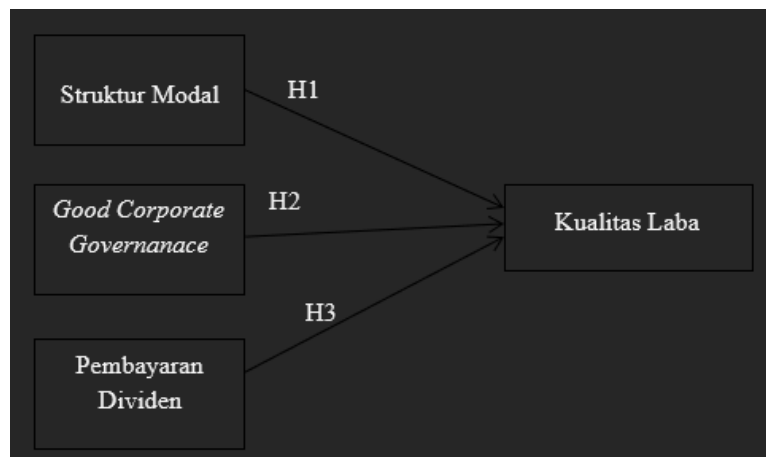 Struktur Modal
H1
Good Corporate
Governanace
H2
Kualitas Laba
H3
Pembayaran
Dividen